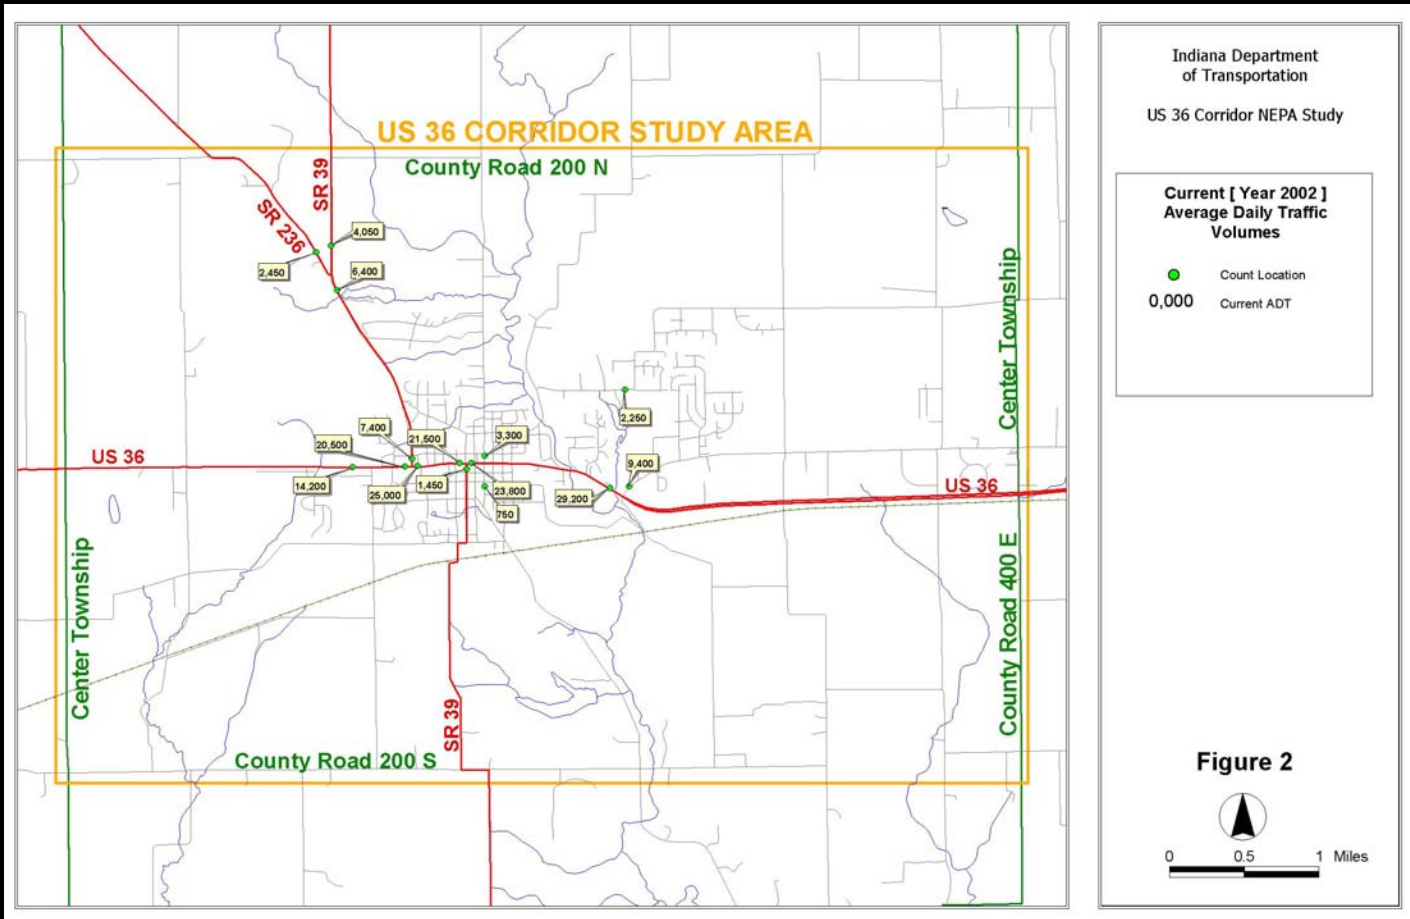 US 36 CORRIDOR STUDY AREA
County Road 200 N
SR 39
SR 236
4,050
2,450
6,400
Center Township
2,250
7,400
20,500
21,500
3,300
US 36
9,400
14,200
25,000
1,450
23,800
29,200
US 36
750
Center Township
County Road 400 E
SR 39
County Road 200 S
Indiana Department
of Transportation
US 36 Corridor NEPA Study
Current [ Year 2002 ]
Average Daily Traffic
Volumes
Count Location
0,000 Current ADT
Figure 2
0 0.5 1 Miles